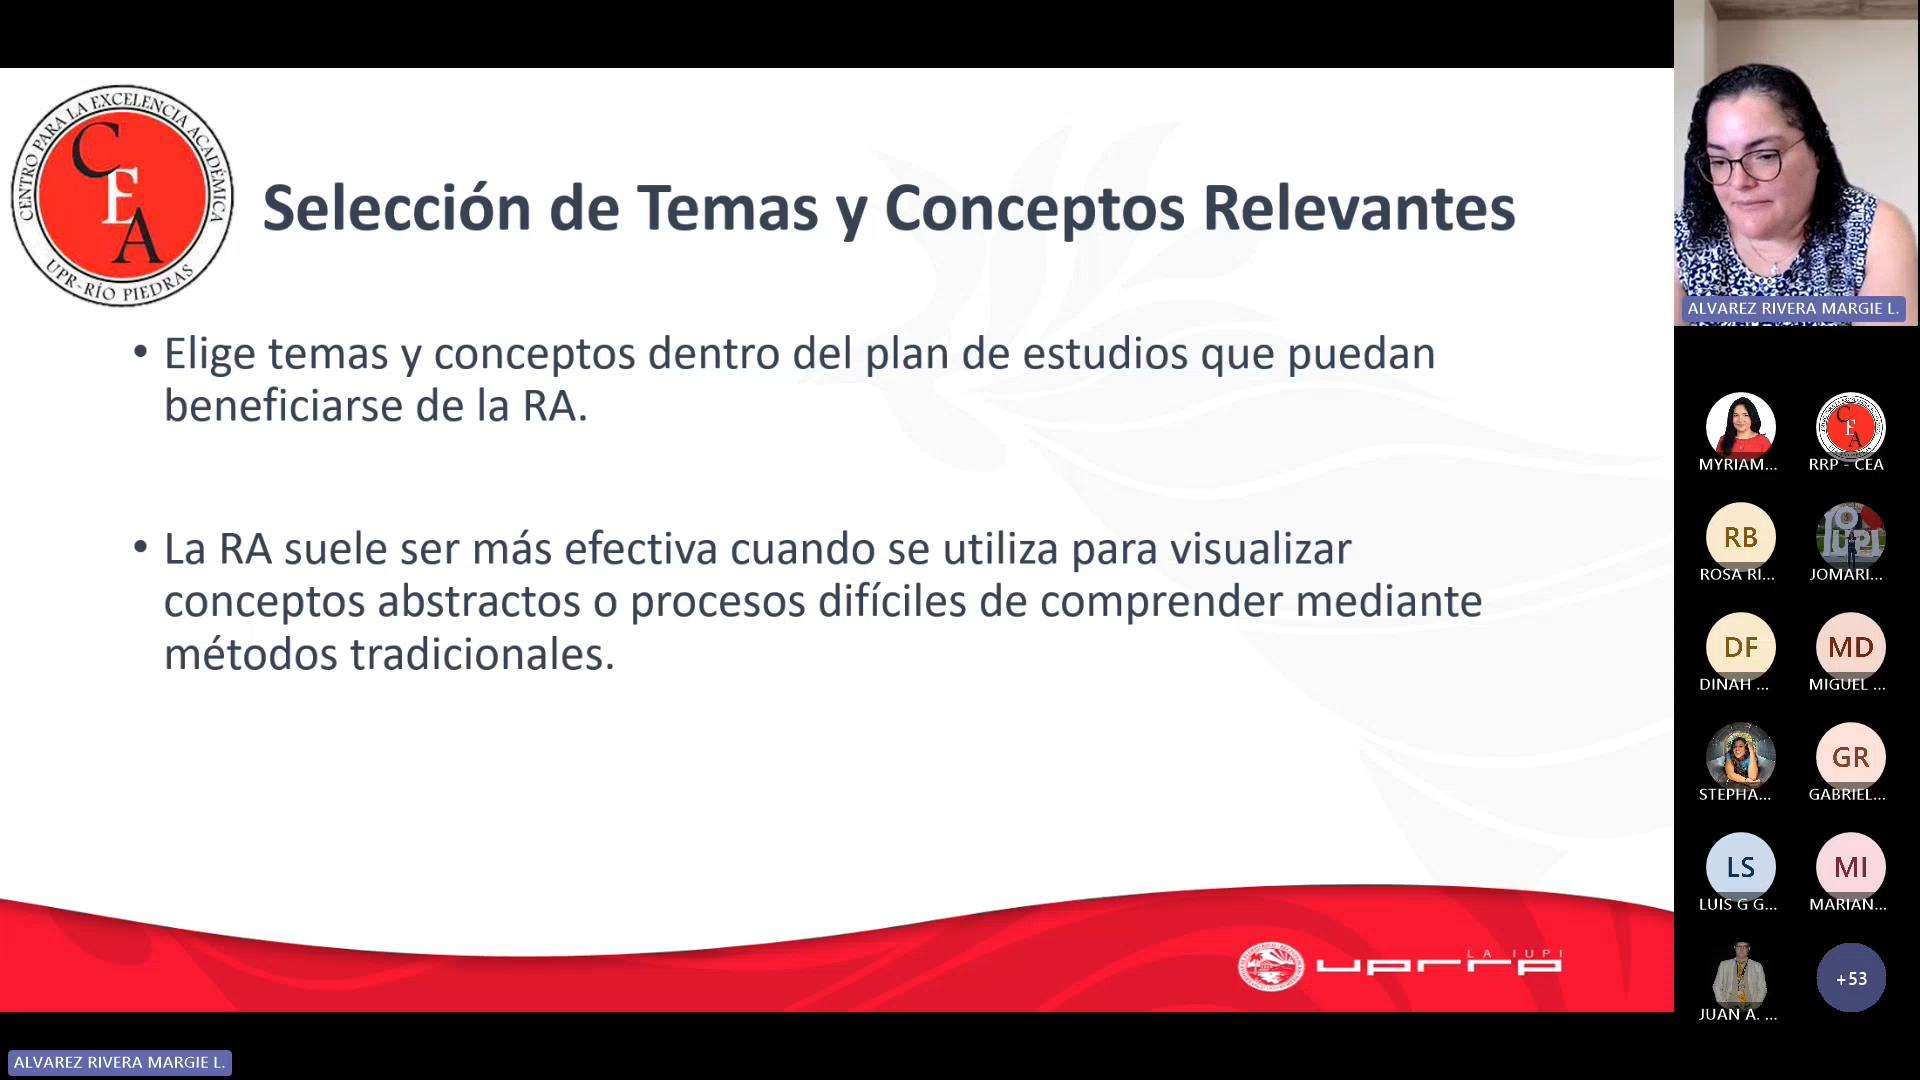 CENTRO PARA LA EXCELENCIA ACADÉMICA
CEA
UPR-RÍO PIEDRAS
Selección de Temas y Conceptos Relevantes
• Elige temas y conceptos dentro del plan de estudios que puedan
beneficiarse de la RA.
• La RA suele ser más efectiva cuando se utiliza para visualizar
conceptos abstractos o procesos difíciles de comprender mediante
métodos tradicionales.
LA IUPI
uprrp
ALVAREZ RIVERA MARGIE L.
ALVAREZ RIVERA MARGIE L.
CEA
MYRIAM...
RRP - CEA
RB
IUPI
ROSA RI...
JOMARI...
DF
MD
DINAH ...
MIGUEL ...
GR
STEPHA...
GABRIEL...
LS
MI
LUIS G G...
MARIAN...
+53
JUAN A. ...